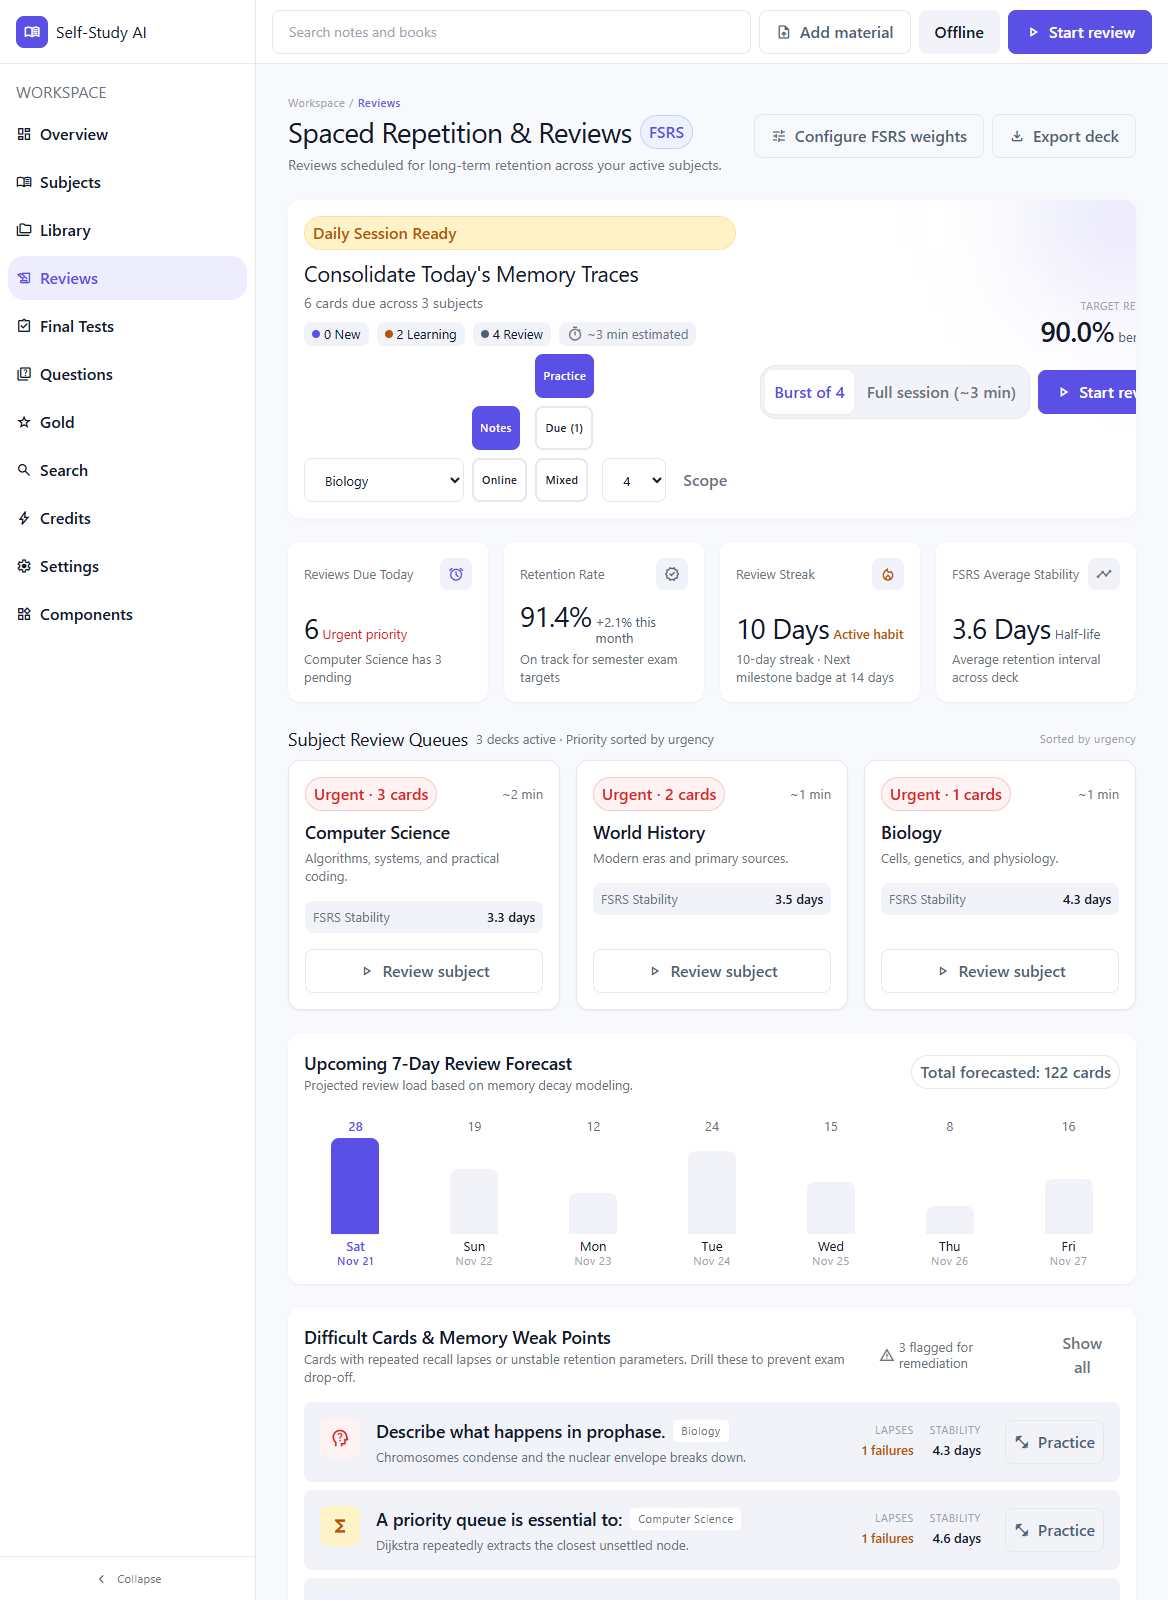 Self-Study AI
Search notes and books
Add material
Offline
Start review
WORKSPACE
Overview
Subjects
Library
Reviews
Final Tests
Questions
Gold
Search
Credits
Settings
Components
Collapse
Workspace / Reviews
Spaced Repetition & Reviews
FSRS
Reviews scheduled for long-term retention across your active subjects.
Configure FSRS weights
Export deck
Daily Session Ready
Consolidate Today's Memory Traces
6 cards due across 3 subjects
0 New
2 Learning
4 Review
~3 min estimated
Practice
Notes
Due (1)
Biology
Online
Mixed
4
Scope
TARGET RE
90.0% ber
Burst of 4
Full session (~3 min)
Start rev
Reviews Due Today
6 Urgent priority
Computer Science has 3
pending
Retention Rate
91.4% +2.1% this
month
On track for semester exam
targets
Review Streak
10 Days Active habit
10-day streak · Next
milestone badge at 14 days
FSRS Average Stability
3.6 Days Half-life
Average retention interval
across deck
Subject Review Queues
3 decks active · Priority sorted by urgency
Sorted by urgency
Urgent · 3 cards
~2 min
Computer Science
Algorithms, systems, and practical
coding.
FSRS Stability
3.3 days
Review subject
Urgent · 2 cards
~1 min
World History
Modern eras and primary sources.
FSRS Stability
3.5 days
Review subject
Urgent · 1 cards
~1 min
Biology
Cells, genetics, and physiology.
FSRS Stability
4.3 days
Review subject
Upcoming 7-Day Review Forecast
Projected review load based on memory decay modeling.
Total forecasted: 122 cards
28
19
12
24
15
8
16
Sat
Nov 21
Sun
Nov 22
Mon
Nov 23
Tue
Nov 24
Wed
Nov 25
Thu
Nov 26
Fri
Nov 27
Difficult Cards & Memory Weak Points
Cards with repeated recall lapses or unstable retention parameters. Drill these to prevent exam
drop-off.
3 flagged for
remediation
Show
all
Describe what happens in prophase.
Biology
Chromosomes condense and the nuclear envelope breaks down.
LAPSES
1 failures
STABILITY
4.3 days
Practice
A priority queue is essential to:
Computer Science
Dijkstra repeatedly extracts the closest unsettled node.
LAPSES
1 failures
STABILITY
4.6 days
Practice